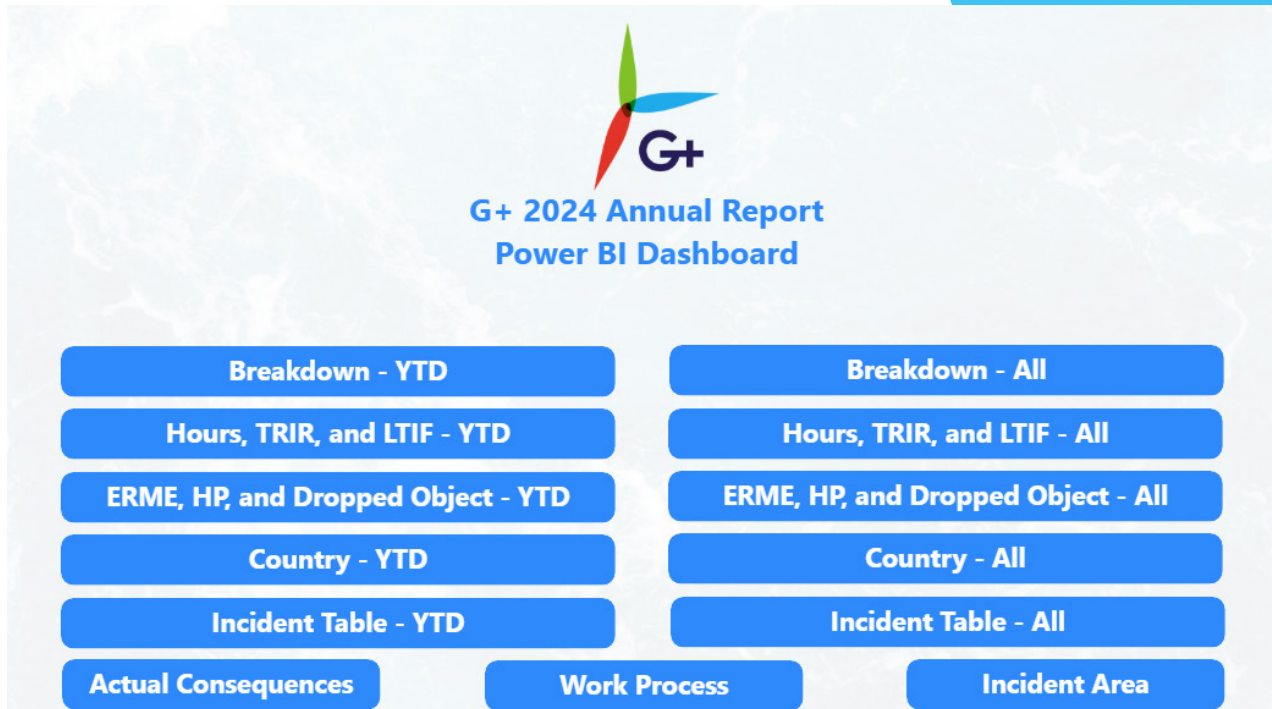 G+
G+ 2024 Annual Report
Power BI Dashboard
Breakdown - YTD
Breakdown - All
Hours, TRIR, and LTIF - YTD
Hours, TRIR, and LTIF - All
ERME, HP, and Dropped Object - YTD
ERME, HP, and Dropped Object - All
Country - YTD
Country - All
Incident Table - YTD
Incident Table - All
Actual Consequences
Work Process
Incident Area